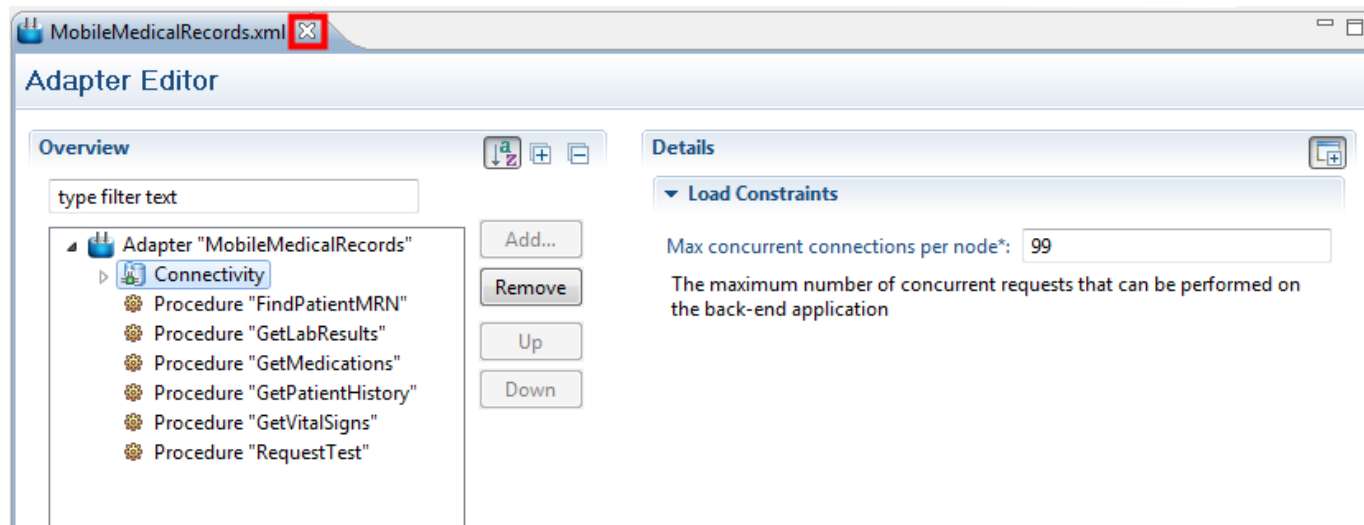 MobileMedicalRecords.xml
Adapter Editor
Overview
type filter text
Adapter "MobileMedicalRecords"
Connectivity
Procedure "FindPatientMRN"
Procedure "GetLabResults"
Procedure "GetMedications"
Procedure "GetPatientHistory"
Procedure "GetVitalSigns"
Procedure "RequestTest"
Add...
Remove
Up
Down
Details
Load Constraints
Max concurrent connections per node*: 99
The maximum number of concurrent requests that can be performed on
the back-end application